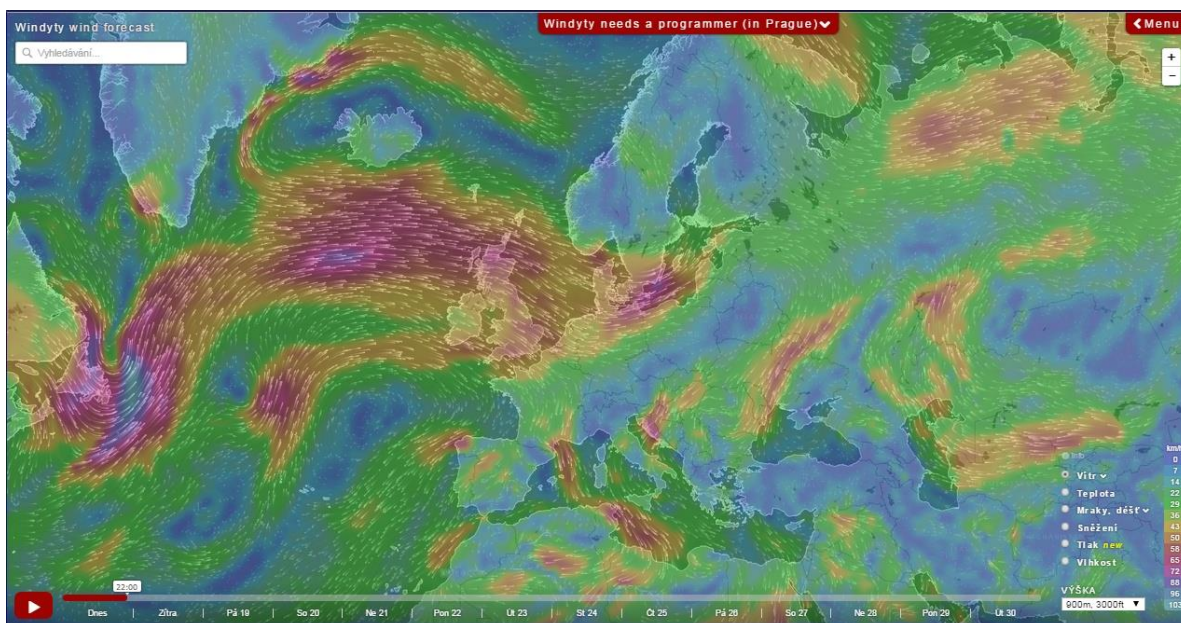 Windyty wind forecast
Windyty needs a programmer (in Prague)
Menu
Vyhledávání...
+
−
km/h
Info
0
7
Vítr
14
Teplota
22
29
Mraky, déšť
36
Sněžení
43
50
Tlak new
58
Vlhkost
65
72
88
VÝŠKA
96
900m, 3000ft
103
22:00
Dnes | Zítra | Pá 19 | So 20 | Ne 21 | Pon 22 | Út 23 | St 24 | Čt 25 | Pá 26 | So 27 | Ne 28 | Pon 29 | Út 30